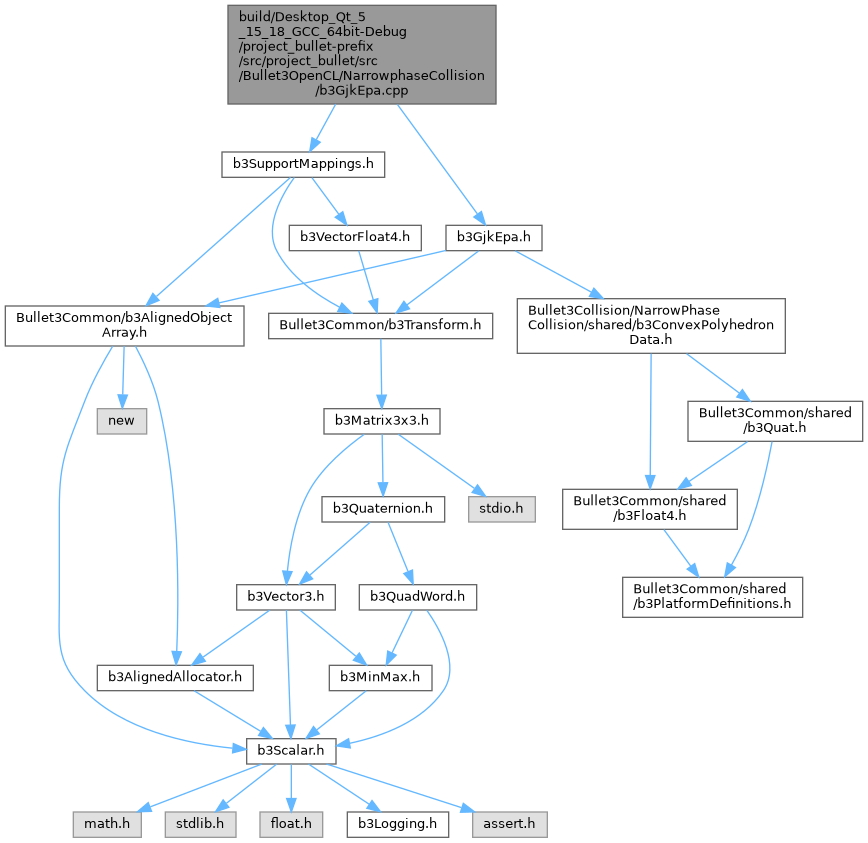 build/Desktop_Qt_5
_15_18_GCC_64bit-Debug
/project_bullet-prefix
/src/project_bullet/src
/Bullet3OpenCL/NarrowphaseCollision
/b3GjkEpa.cpp
b3SupportMappings.h
b3VectorFloat4.h
b3GjkEpa.h
Bullet3Common/b3AlignedObject
Array.h
Bullet3Common/b3Transform.h
Bullet3Collision/NarrowPhase
Collision/shared/b3ConvexPolyhedron
Data.h
new
b3Matrix3x3.h
Bullet3Common/shared
/b3Quat.h
b3Quaternion.h
stdio.h
Bullet3Common/shared
/b3Float4.h
b3Vector3.h
b3QuadWord.h
Bullet3Common/shared
/b3PlatformDefinitions.h
b3AlignedAllocator.h
b3MinMax.h
b3Scalar.h
math.h
stdlib.h
float.h
b3Logging.h
assert.h